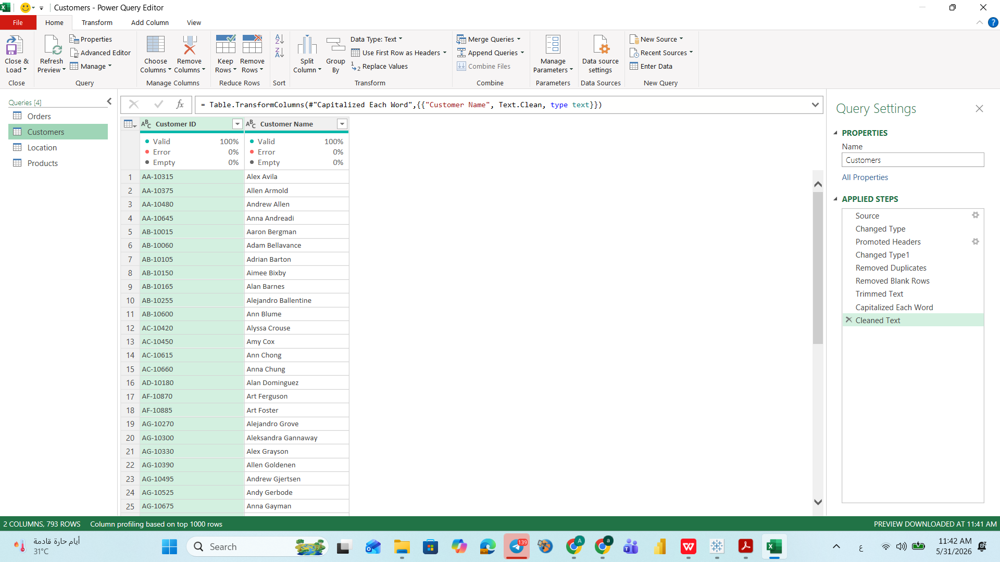 Customers - Power Query Editor
File
Home
Transform
Add Column
View
Close & Load
Close
Refresh Preview
Properties
Advanced Editor
Manage
Query
Choose Columns
Remove Columns
Manage Columns
Keep Rows
Remove Rows
Reduce Rows
Sort
Split Column
Group By
Data Type: Text
Use First Row as Headers
Replace Values
Transform
Merge Queries
Append Queries
Combine Files
Combine
Manage Parameters
Parameters
Data source settings
Data Sources
New Source
Recent Sources
Enter Data
New Query
Queries [4]
Orders
Customers
Location
Products
fx
= Table.TransformColumns(#"Capitalized Each Word",{{"Customer Name", Text.Clean, type text}})
ABC Customer ID ABC Customer Name
Valid 100% Valid 100%
Error 0% Error 0%
Empty 0% Empty 0%
1 AA-10315 Alex Avila
2 AA-10375 Allen Armold
3 AA-10480 Andrew Allen
4 AA-10645 Anna Andreadi
5 AB-10015 Aaron Bergman
6 AB-10060 Adam Bellavance
7 AB-10105 Adrian Barton
8 AB-10150 Aimee Bixby
9 AB-10165 Alan Barnes
10 AB-10255 Alejandro Ballentine
11 AB-10600 Ann Blume
12 AC-10420 Alyssa Crouse
13 AC-10450 Amy Cox
14 AC-10615 Ann Chong
15 AC-10660 Anna Chung
16 AD-10180 Alan Dominguez
17 AF-10870 Art Ferguson
18 AF-10885 Art Foster
19 AG-10270 Alejandro Grove
20 AG-10300 Aleksandra Gannaway
21 AG-10330 Alex Grayson
22 AG-10390 Allen Goldenen
23 AG-10495 Andrew Gjertsen
24 AG-10525 Andy Gerbode
25 AG-10675 Anna Gayman
Query Settings
PROPERTIES
Name
Customers
All Properties
APPLIED STEPS
Source
Changed Type
Promoted Headers
Changed Type1
Removed Duplicates
Removed Blank Rows
Trimmed Text
Capitalized Each Word
Cleaned Text
2 COLUMNS, 793 ROWS Column profiling based on top 1000 rows
PREVIEW DOWNLOADED AT 11:41 AM
أيام حارة قادمة
31°C
Search
139
A
a
ع
11:42 AM
5/31/2026